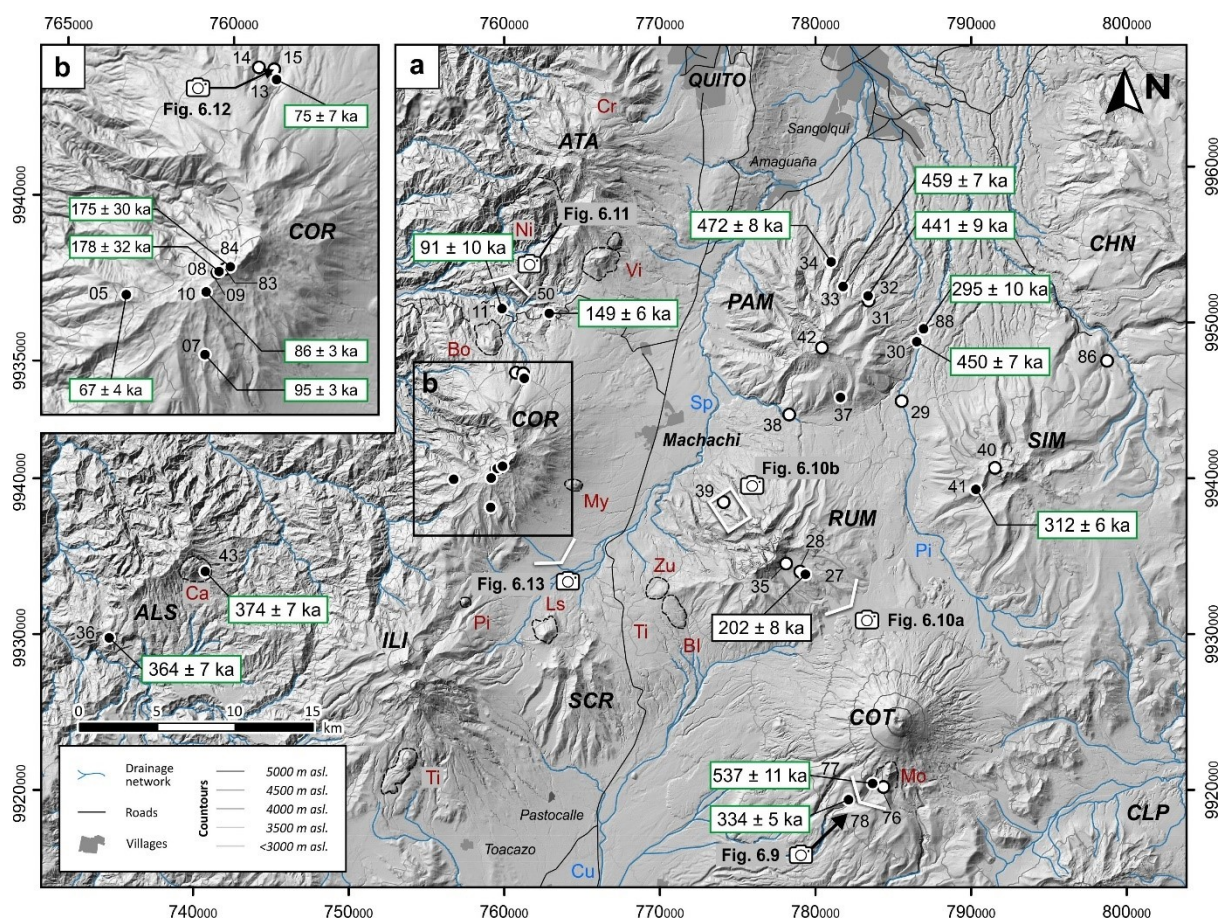 765000
760000
760000
770000
780000
790000
800000
b
14
15
Fig. 6.12
13
75 ± 7 ka
9940000
175 ± 30 ka
COR
178 ± 32 ka
84
08
83
05
10
09
07
86 ± 3 ka
9935000
67 ± 4 ka
95 ± 3 ka
a
QUITO
N
Cr
Sangolquí
ATA
Amaguaña
9960000
459 ± 7 ka
Fig. 6.11
472 ± 8 ka
441 ± 9 ka
Ni
91 ± 10 ka
CHN
Vi
34
295 ± 10 ka
50
PAM
33
32
11
149 ± 6 ka
31
88
9950000
Bo
42
30
86
450 ± 7 ka
b
37
COR
Sp
38
29
Machachi
SIM
40
Fig. 6.10b
39
41
9940000
My
RUM
312 ± 6 ka
28
43
Fig. 6.13
Zu
35
27
Pi
Ca
Ls
ALS
374 ± 7 ka
Pi
Ti
Bl
202 ± 8 ka
Fig. 6.10a
36
9930000
9930000
364 ± 7 ka
ILI
0
5
10
15
km
SCR
COT
Drainage
network
Roads
Villages
Countours
5000 m asl.
4500 m asl.
4000 m asl.
3500 m asl.
<3000 m asl.
Ti
537 ± 11 ka
77
Mo
9920000
9920000
Pastocalle
334 ± 5 ka
CLP
78
76
Toacazo
Fig. 6.9
Cu
740000
750000
760000
770000
780000
790000
800000